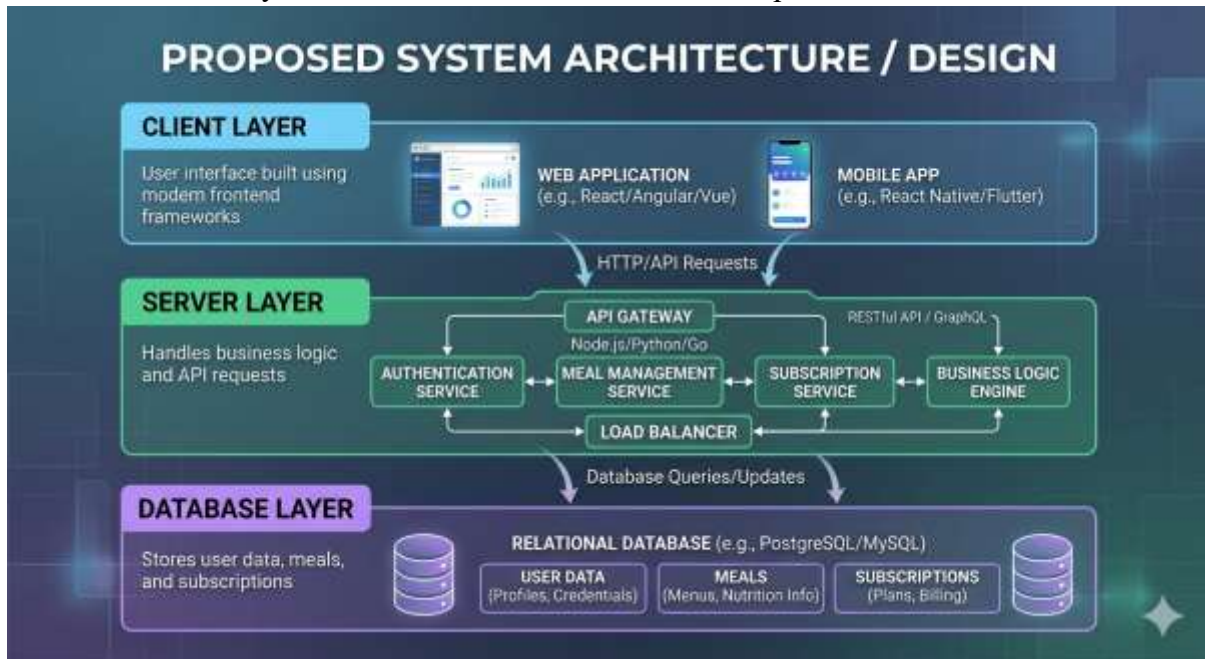 PROPOSED SYSTEM ARCHITECTURE / DESIGN
CLIENT LAYER
User interface built using
modern frontend
frameworks
WEB APPLICATION
(e.g., React/Angular/Vue)
MOBILE APP
(e.g., React Native/Flutter)
HTTP/API Requests
SERVER LAYER
Handles business logic
and API requests
API GATEWAY
Node.js/Python/Go
RESTful API / GraphQL
AUTHENTICATION
SERVICE
MEAL MANAGEMENT
SERVICE
SUBSCRIPTION
SERVICE
BUSINESS LOGIC
ENGINE
LOAD BALANCER
Database Queries/Updates
DATABASE LAYER
Stores user data, meals,
and subscriptions
RELATIONAL DATABASE (e.g., PostgreSQL/MySQL)
USER DATA
(Profiles, Credentials)
MEALS
(Menus, Nutrition Info)
SUBSCRIPTIONS
(Plans, Billing)